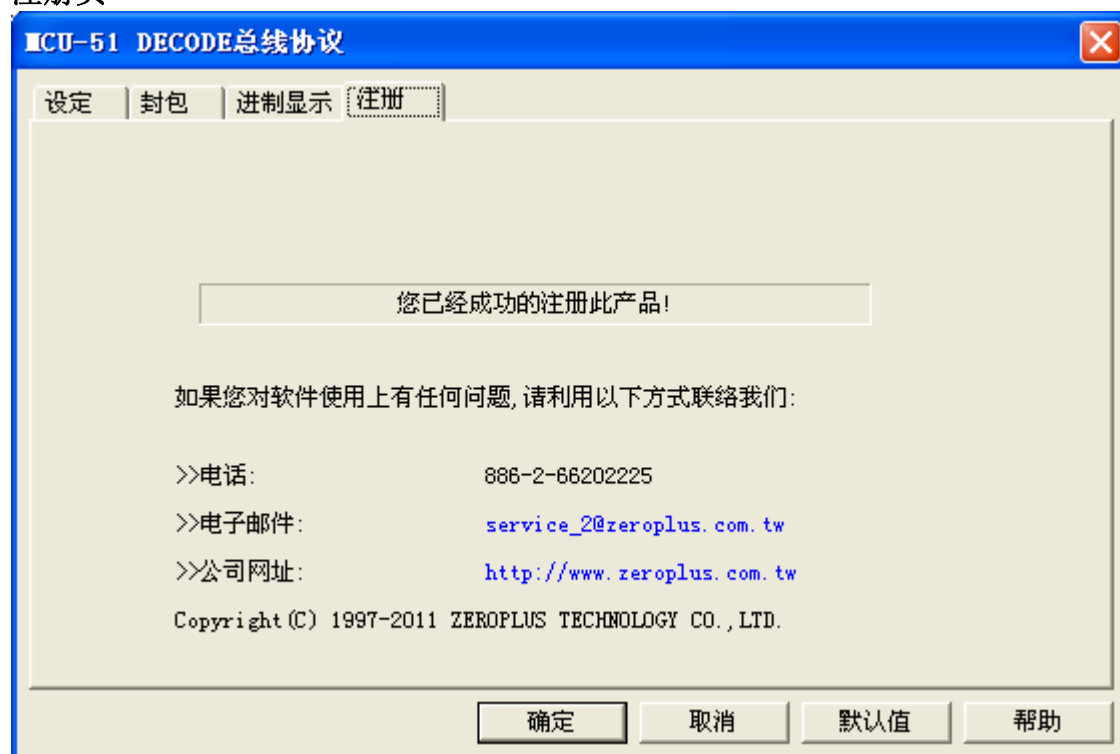 注册页
MCU-51 DECODE总线协议
设定 封包 进制显示 注册
您已经成功的注册此产品!
如果您对软件使用上有任何问题,请利用以下方式联络我们:
>>电话: 886-2-66202225
>>电子邮件: service_2@zeroplus.com.tw
>>公司网址: http://www.zeroplus.com.tw
Copyright(C) 1997-2011 ZEROPLUS TECHNOLOGY CO.,LTD.
确定 取消 默认值 帮助